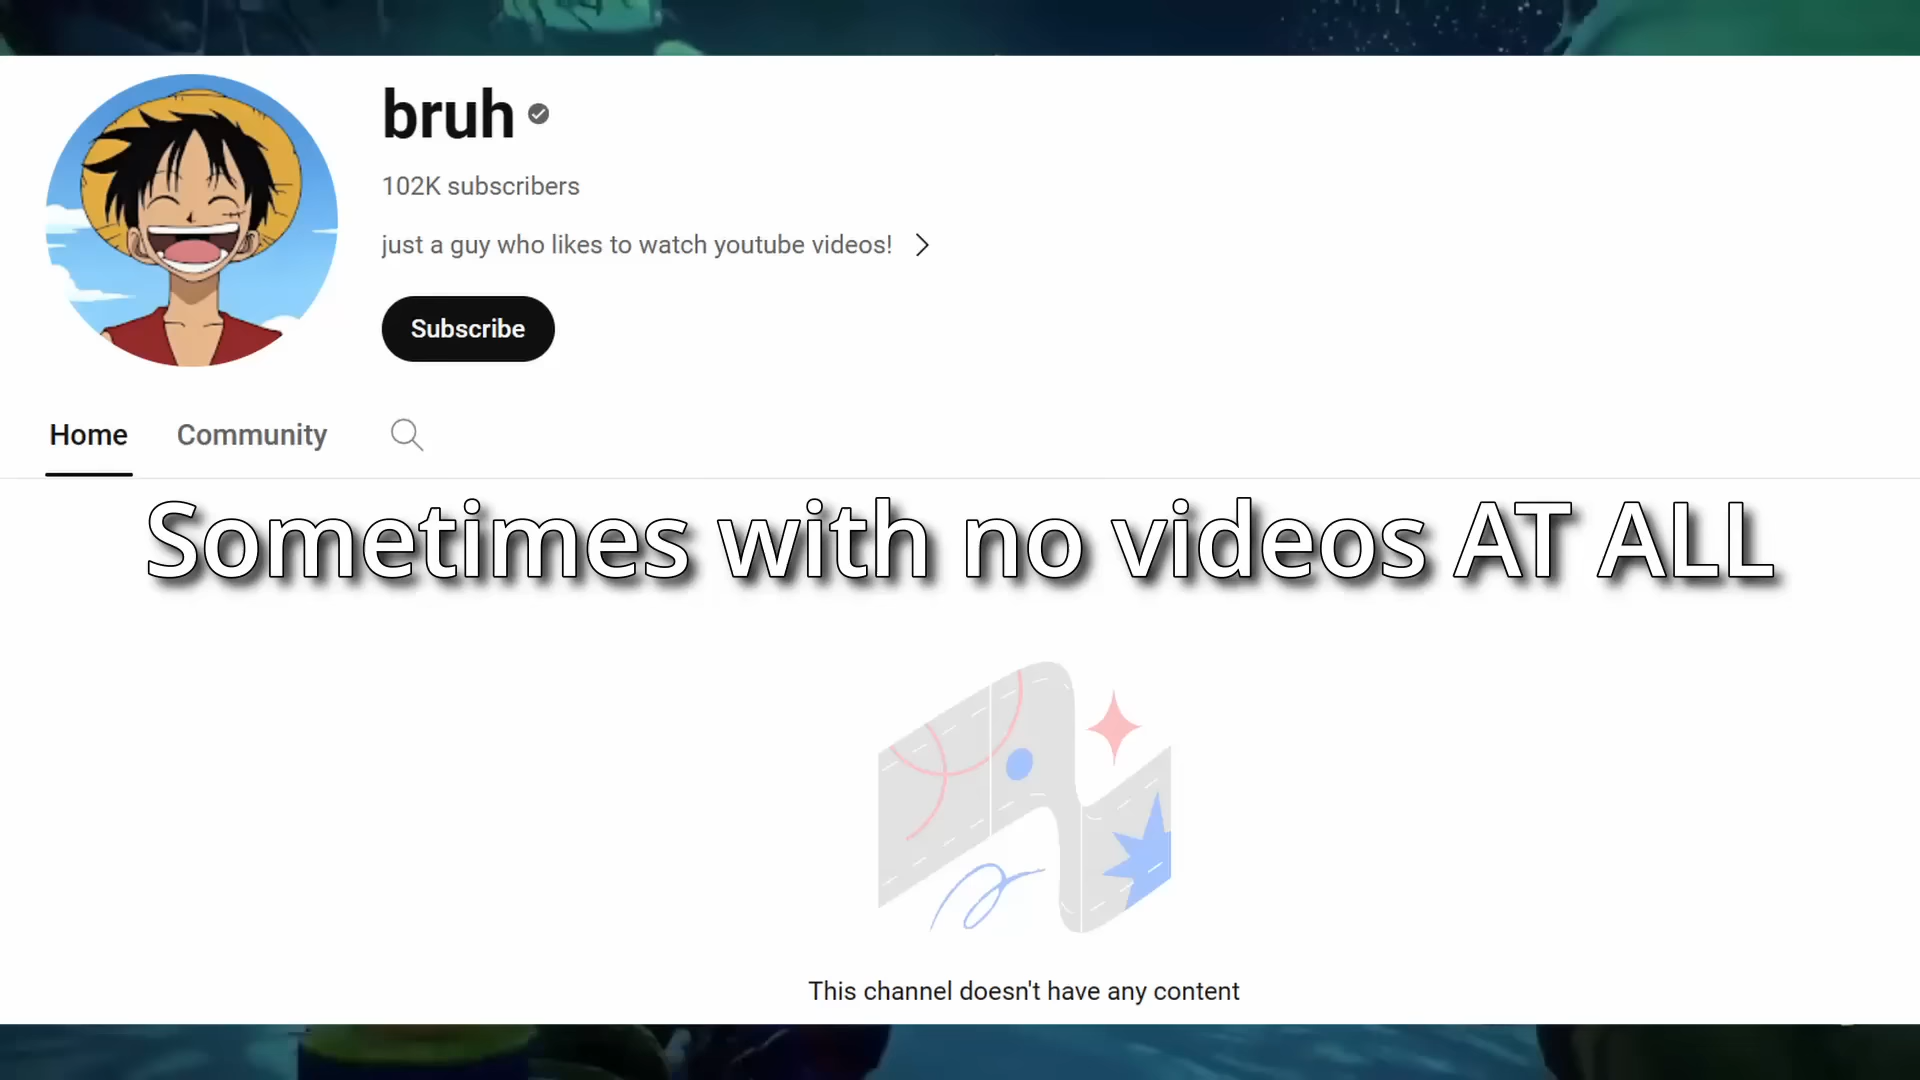 bruh
102K subscribers
just a guy who likes to watch youtube videos!
Subscribe
Home Community
Sometimes with no videos AT ALL
This channel doesn't have any content